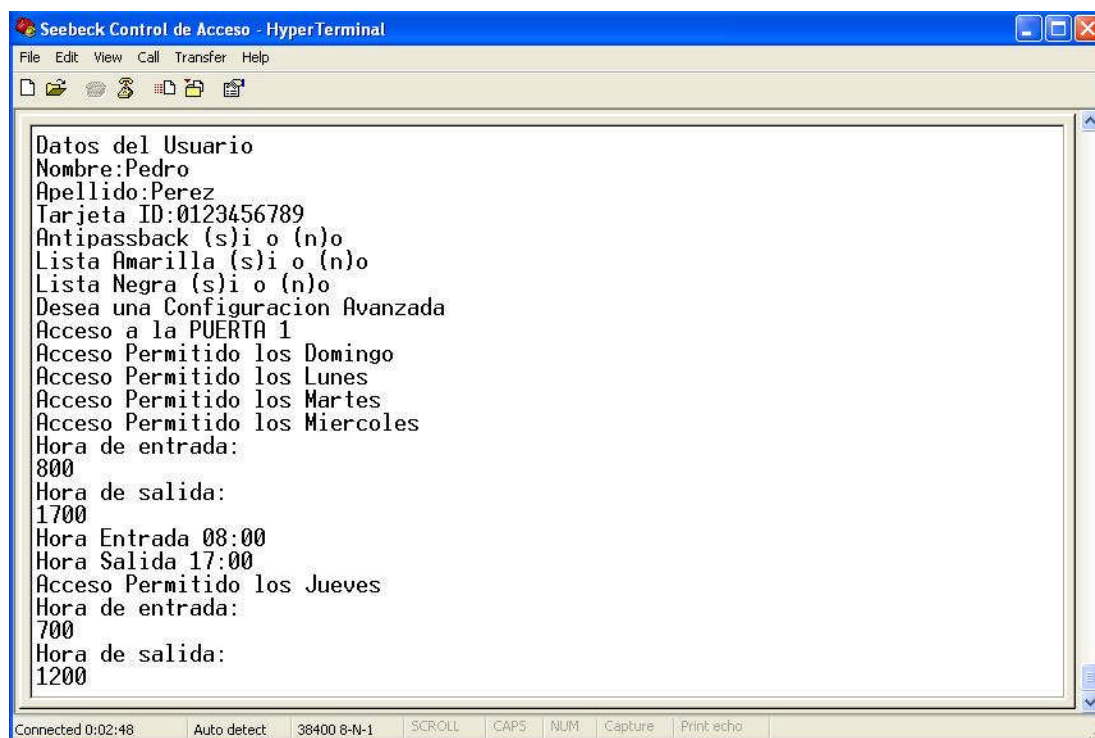 Seebeck Control de Acceso - HyperTerminal
File Edit View Call Transfer Help
Datos del Usuario
Nombre:Pedro
Apellido:Perez
Tarjeta ID:0123456789
Antipassback (s)i o (n)o
Lista Amarilla (s)i o (n)o
Lista Negra (s)i o (n)o
Desea una Configuracion Avanzada
Acceso a la PUERTA 1
Acceso Permitido los Domingo
Acceso Permitido los Lunes
Acceso Permitido los Martes
Acceso Permitido los Miercoles
Hora de entrada:
800
Hora de salida:
1700
Hora Entrada 08:00
Hora Salida 17:00
Acceso Permitido los Jueves
Hora de entrada:
700
Hora de salida:
1200
Connected 0:02:48 Auto detect 38400 8-N-1 SCROLL CAPS NUM Capture Print echo